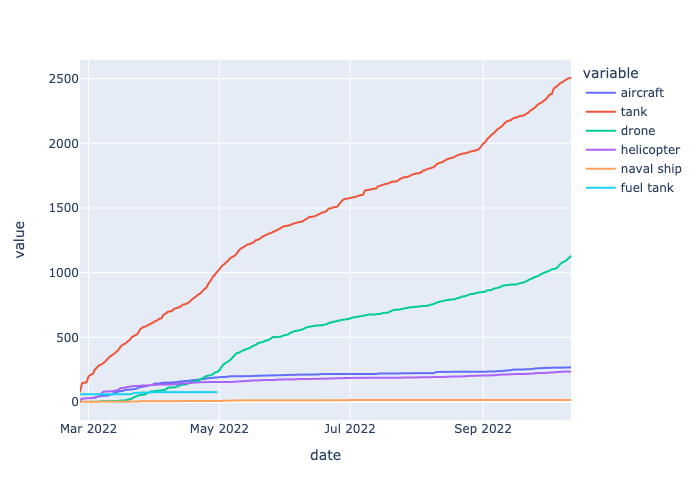 variable
aircraft
tank
drone
helicopter
naval ship
fuel tank
value
2500
2000
1500
1000
500
0
Mar 2022
May 2022
Jul 2022
Sep 2022
date